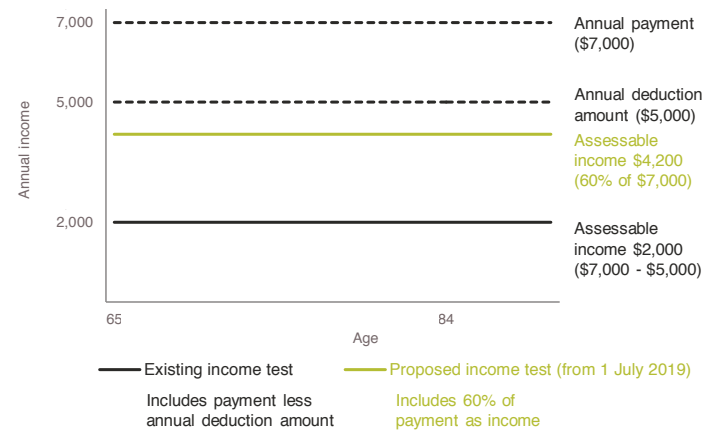 7,000
5,000
2,000
Annual income
65
84
Age
Annual payment
($7,000)
Annual deduction
amount ($5,000)
Assessable
income $4,200
(60% of $7,000)
Assessable
income $2,000
($7,000 - $5,000)
Existing income test
Includes payment less
annual deduction amount
Proposed income test (from 1 July 2019)
Includes 60% of
payment as income